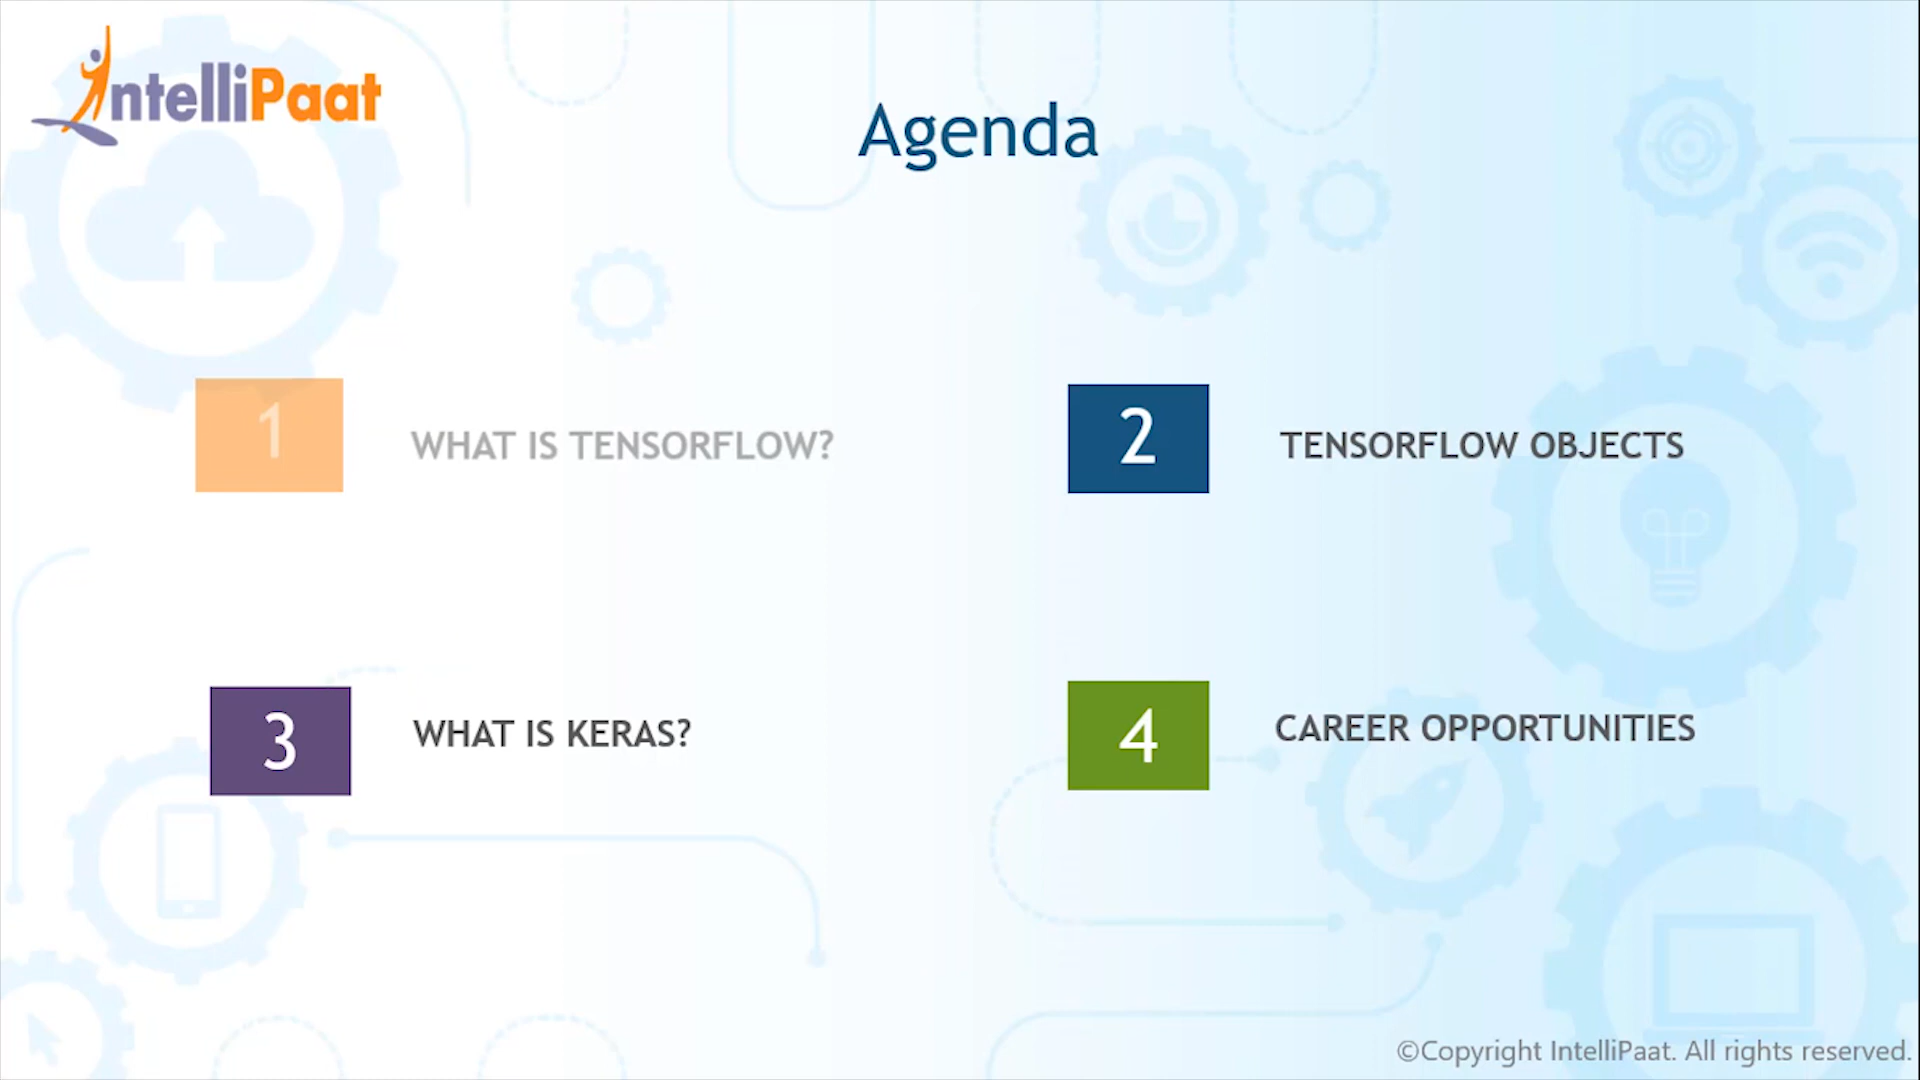 IntelliPaat
Agenda
1
WHAT IS TENSORFLOW?
2
TENSORFLOW OBJECTS
3
WHAT IS KERAS?
4
CAREER OPPORTUNITIES
©Copyright IntelliPaat. All rights reserved.